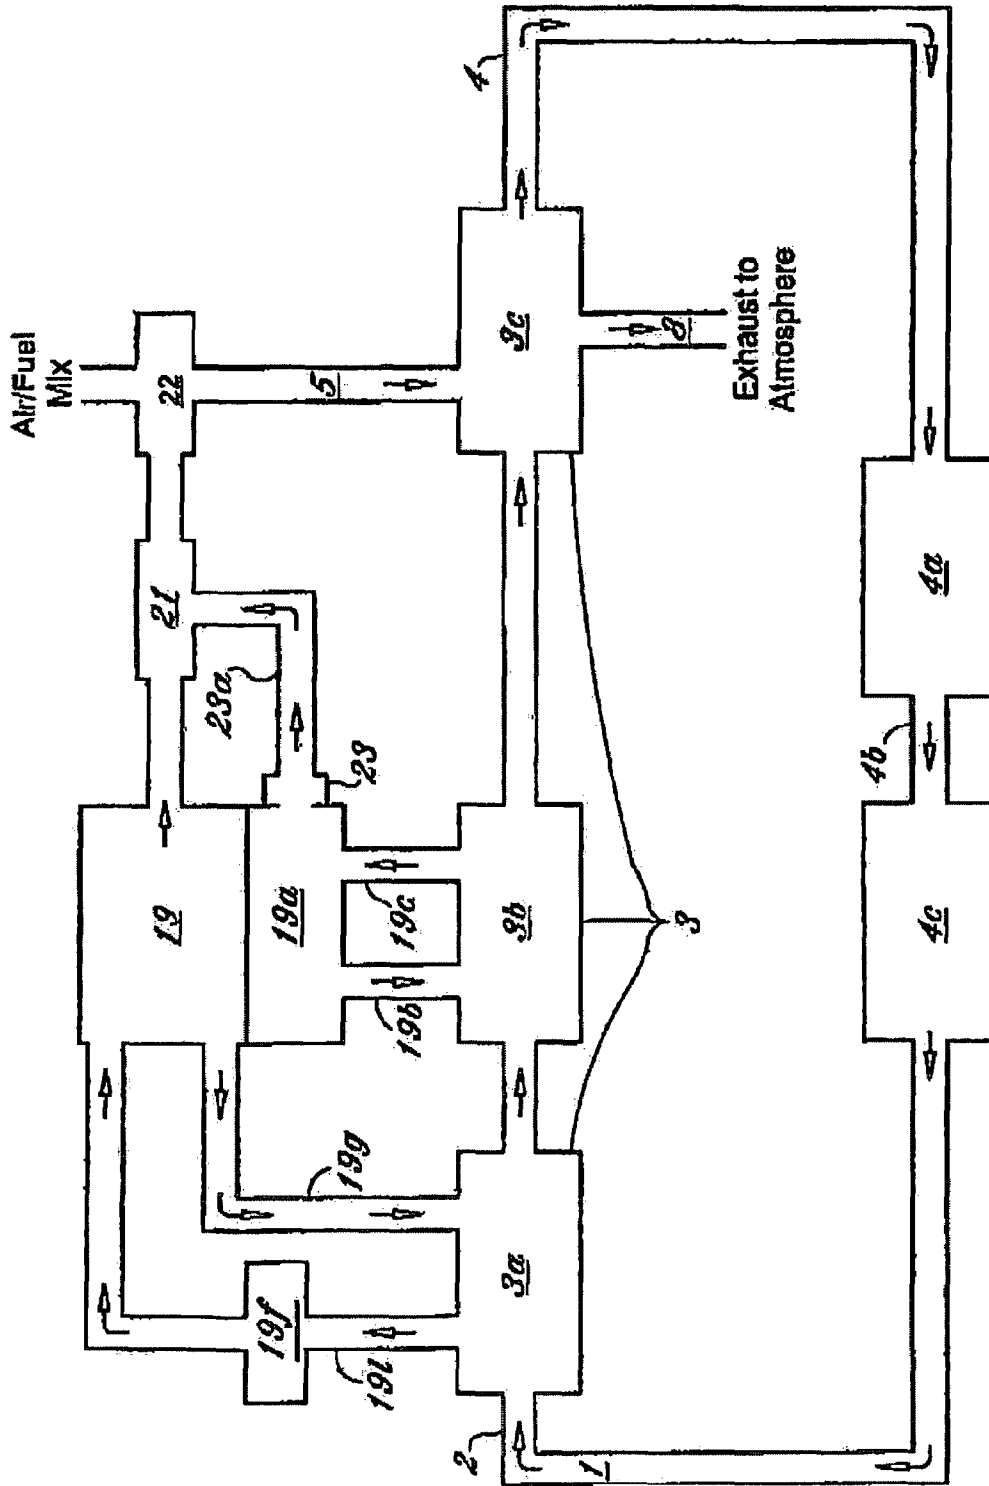 Air/Fuel
Mix
22
5
21
23a
23
19
19a
19c
19b
19g
19f
19i
3a
3b
3c
3
8
Exhaust to
Atmosphere
4
2
1
4a
4b
4c